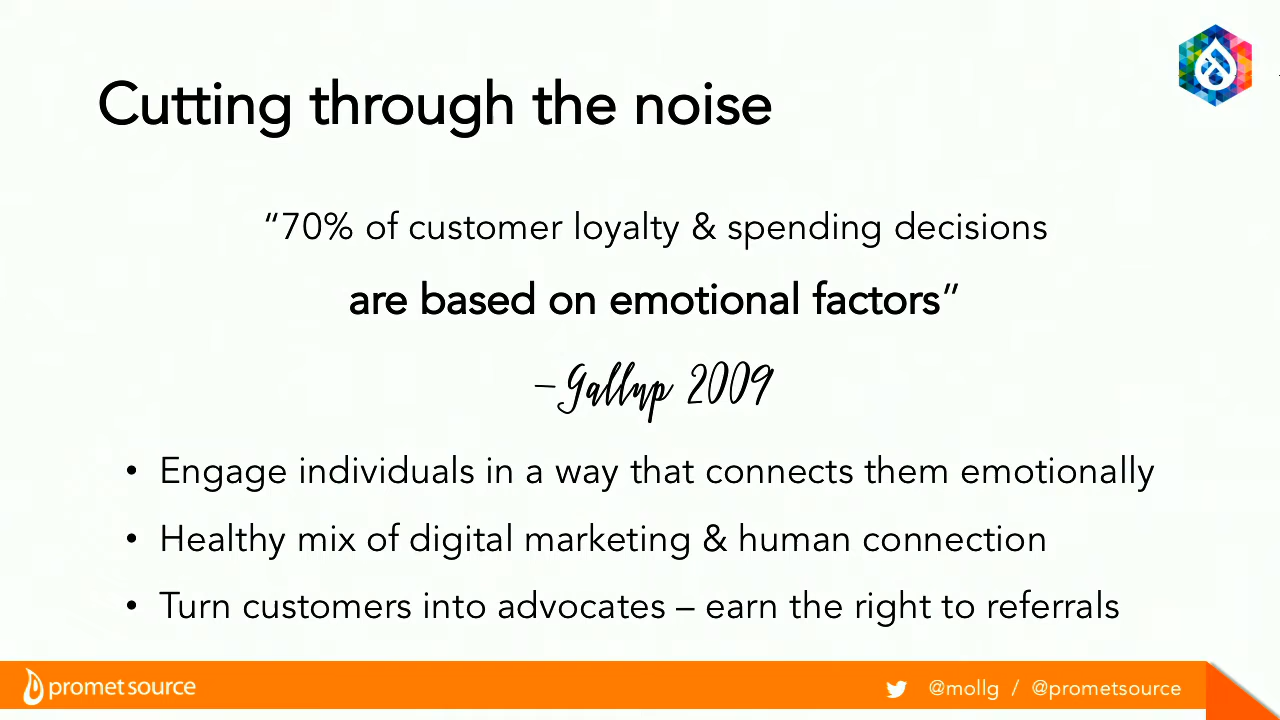 Cutting through the noise
“70% of customer loyalty & spending decisions
are based on emotional factors”
–Gallup 2009
• Engage individuals in a way that connects them emotionally
• Healthy mix of digital marketing & human connection
• Turn customers into advocates – earn the right to referrals
promet source
@mollg / @prometsource